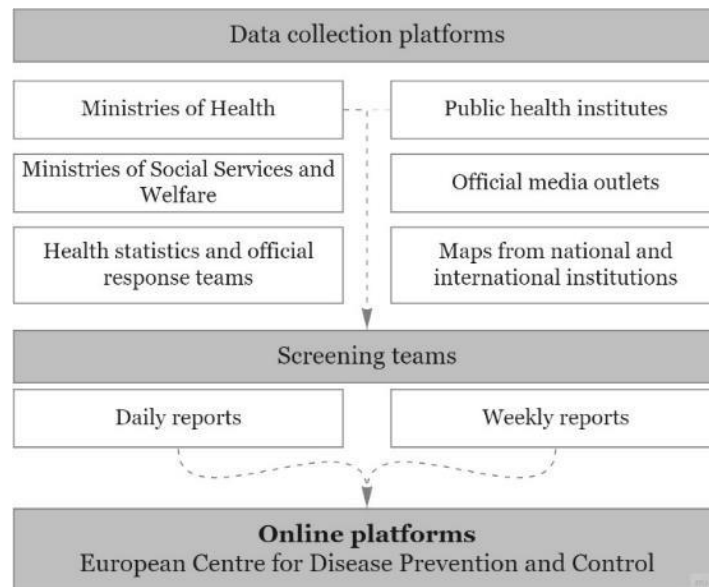 Data collection platforms
Ministries of Health
Public health institutes
Ministries of Social Services and
Welfare
Official media outlets
Health statistics and official
response teams
Maps from national and
international institutions
Screening teams
Daily reports
Weekly reports
Online platforms
European Centre for Disease Prevention and Control